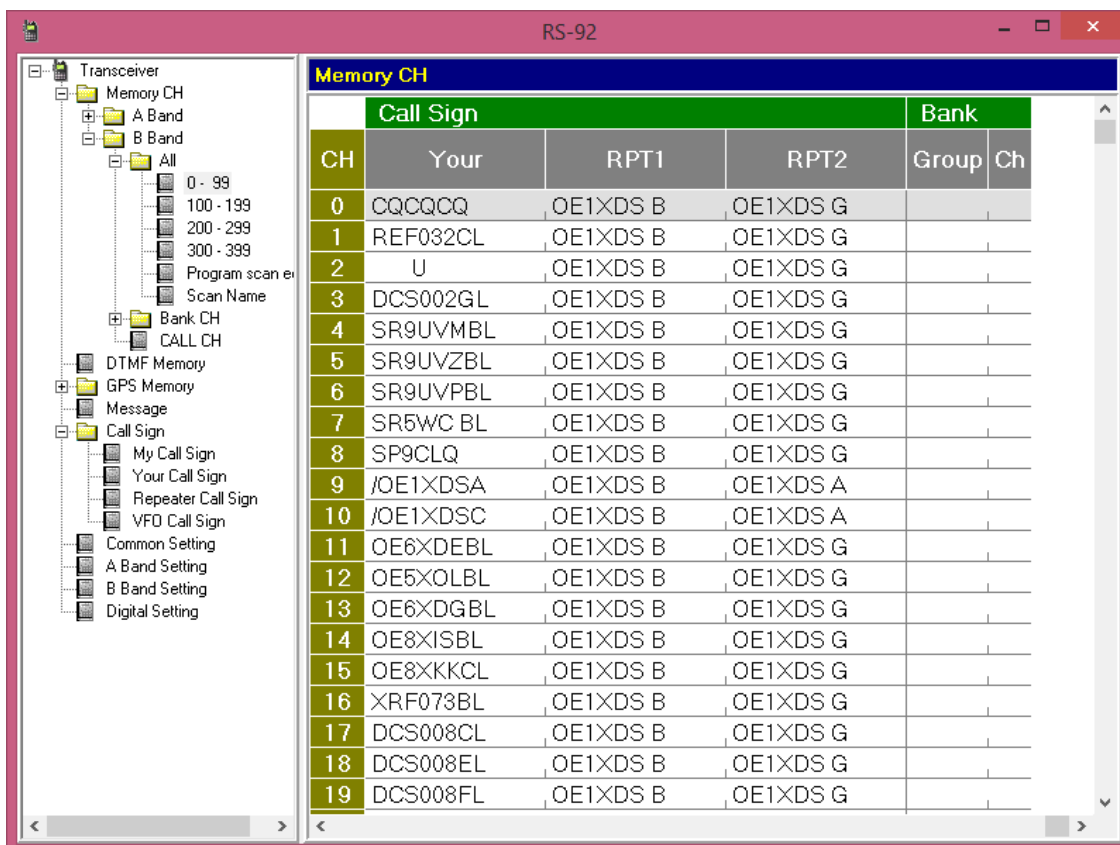 RS-92
Transceiver
Memory CH
A Band
B Band
All
0 - 99
100 - 199
200 - 299
300 - 399
Program scan e
Scan Name
Bank CH
CALL CH
DTMF Memory
GPS Memory
Message
Call Sign
My Call Sign
Your Call Sign
Repeater Call Sign
VFO Call Sign
Common Setting
A Band Setting
B Band Setting
Digital Setting
Memory CH
Call Sign Bank
CH Your RPT1 RPT2 Group Ch
0 CQCQCQ OE1XDS B OE1XDS G
1 REF032CL OE1XDS B OE1XDS G
2 U OE1XDS B OE1XDS G
3 DCS002GL OE1XDS B OE1XDS G
4 SR9UVMBL OE1XDS B OE1XDS G
5 SR9UVZBL OE1XDS B OE1XDS G
6 SR9UVPBL OE1XDS B OE1XDS G
7 SR5WC BL OE1XDS B OE1XDS G
8 SP9CLQ OE1XDS B OE1XDS G
9 /OE1XDSA OE1XDS B OE1XDS A
10 /OE1XDSC OE1XDS B OE1XDS A
11 OE6XDEBL OE1XDS B OE1XDS G
12 OE5XOLBL OE1XDS B OE1XDS G
13 OE6XDGBL OE1XDS B OE1XDS G
14 OE8XISBL OE1XDS B OE1XDS G
15 OE8XKKCL OE1XDS B OE1XDS G
16 XRF073BL OE1XDS B OE1XDS G
17 DCS008CL OE1XDS B OE1XDS G
18 DCS008EL OE1XDS B OE1XDS G
19 DCS008FL OE1XDS B OE1XDS G